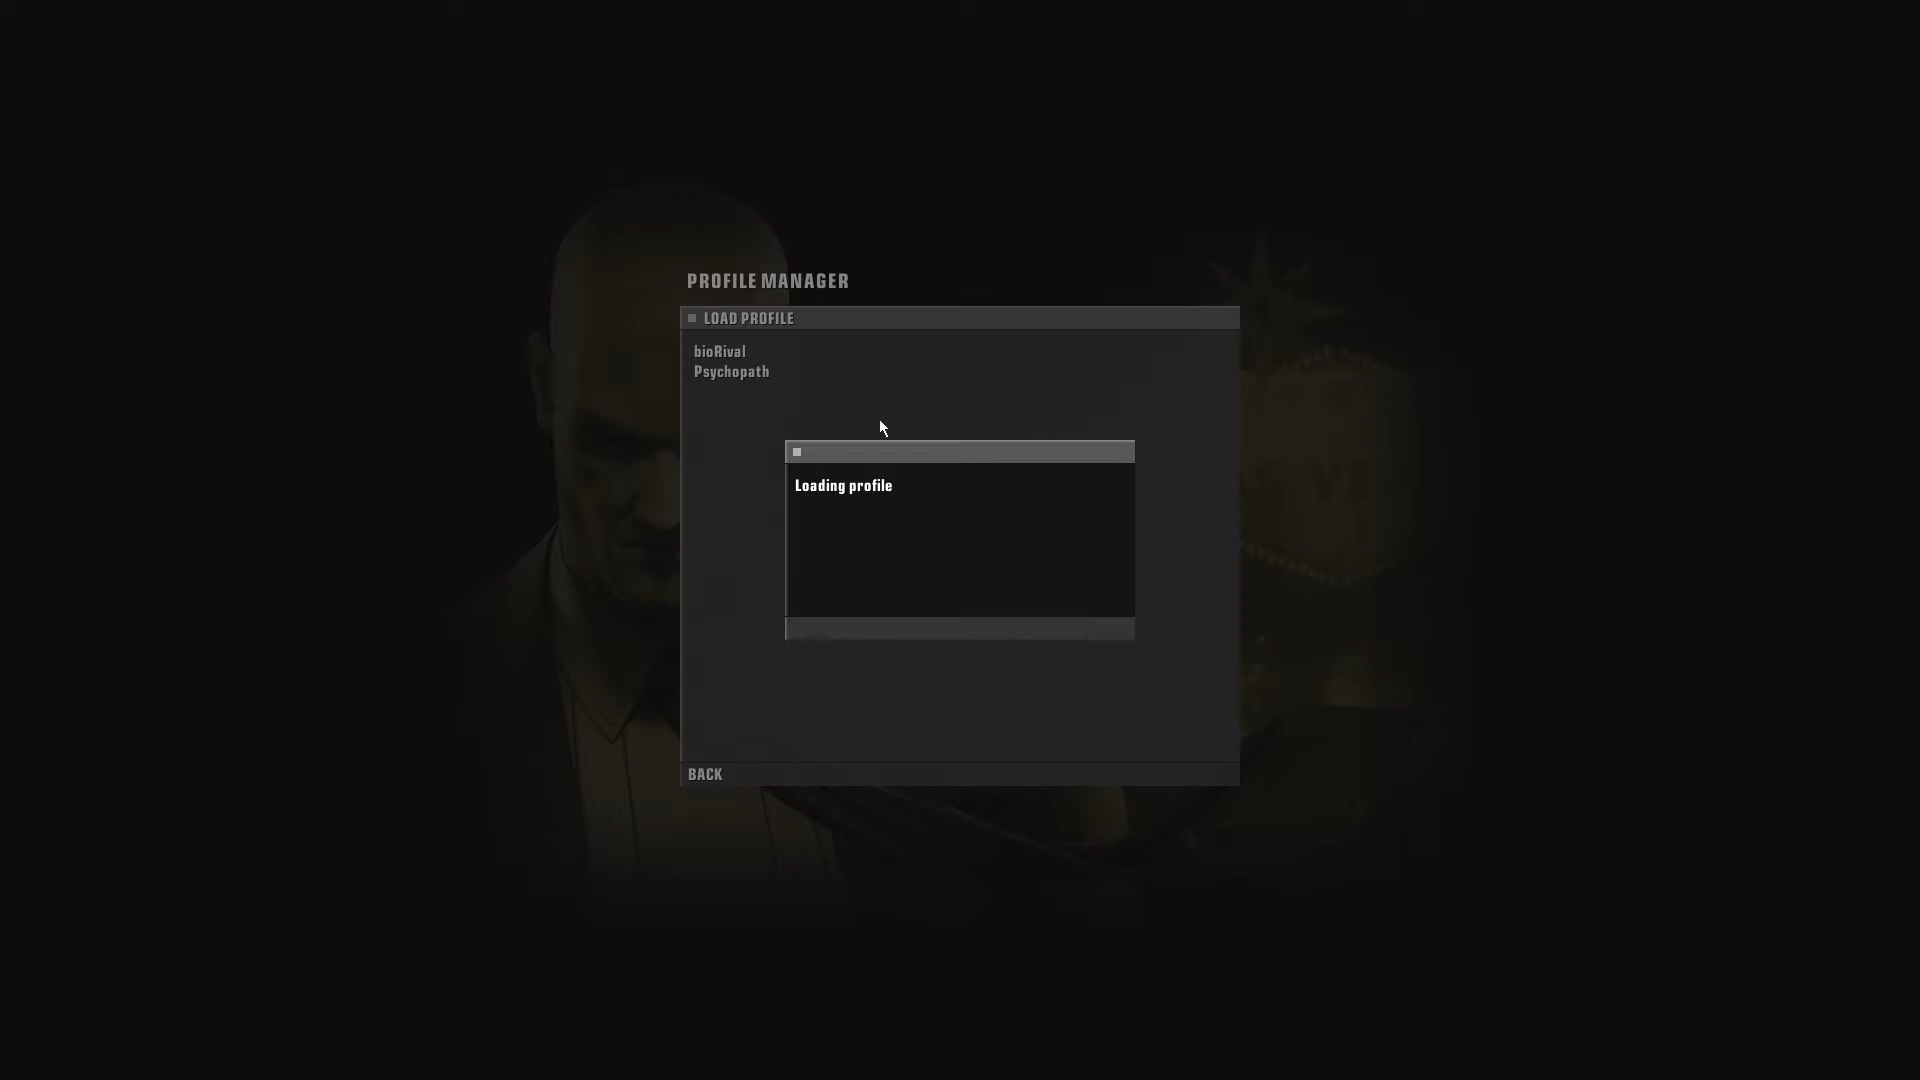 PROFILE MANAGER
LOAD PROFILE
bioRival
Psychopath
Loading profile
BACK